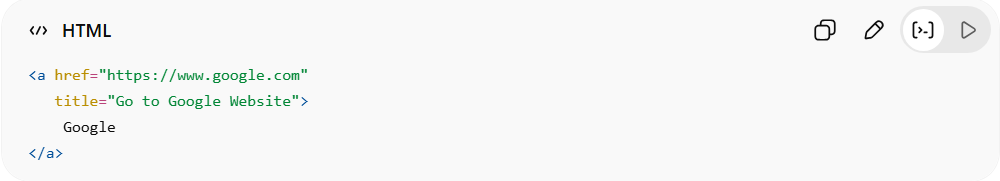 HTML
<a href="https://www.google.com"
   title="Go to Google Website">
    Google
</a>